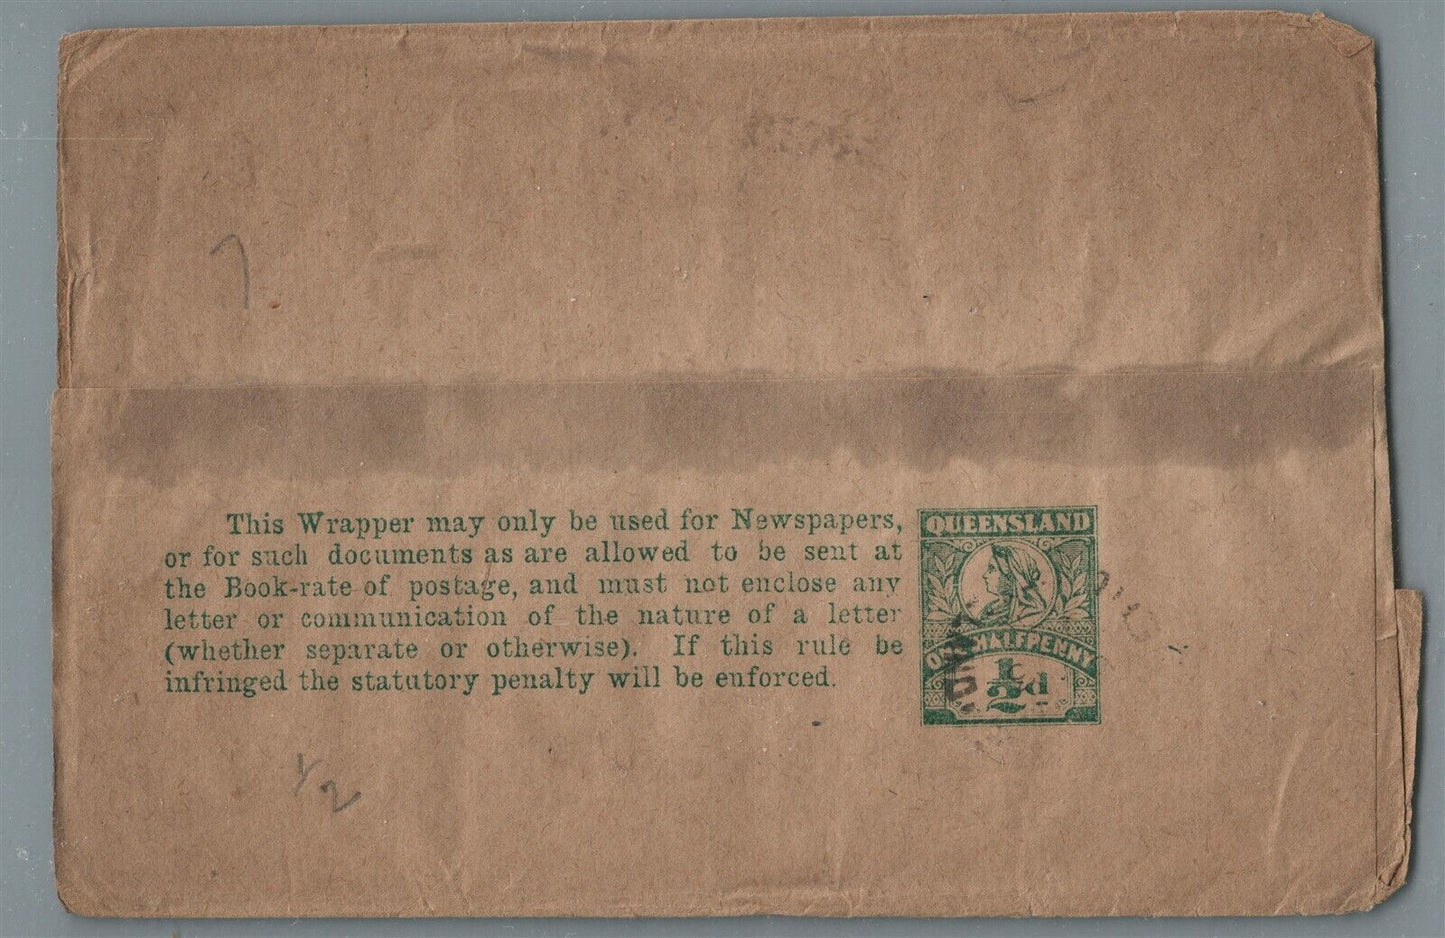 7
This Wrapper may only be used for Newspapers,
or for such documents as are allowed to be sent at
the Book-rate of postage, and must not enclose any
letter or communication of the nature of a letter
(whether separate or otherwise). If this rule be
infringed the statutory penalty will be enforced.
QUEENSLAND
ONE HALFPENNY
½d
½